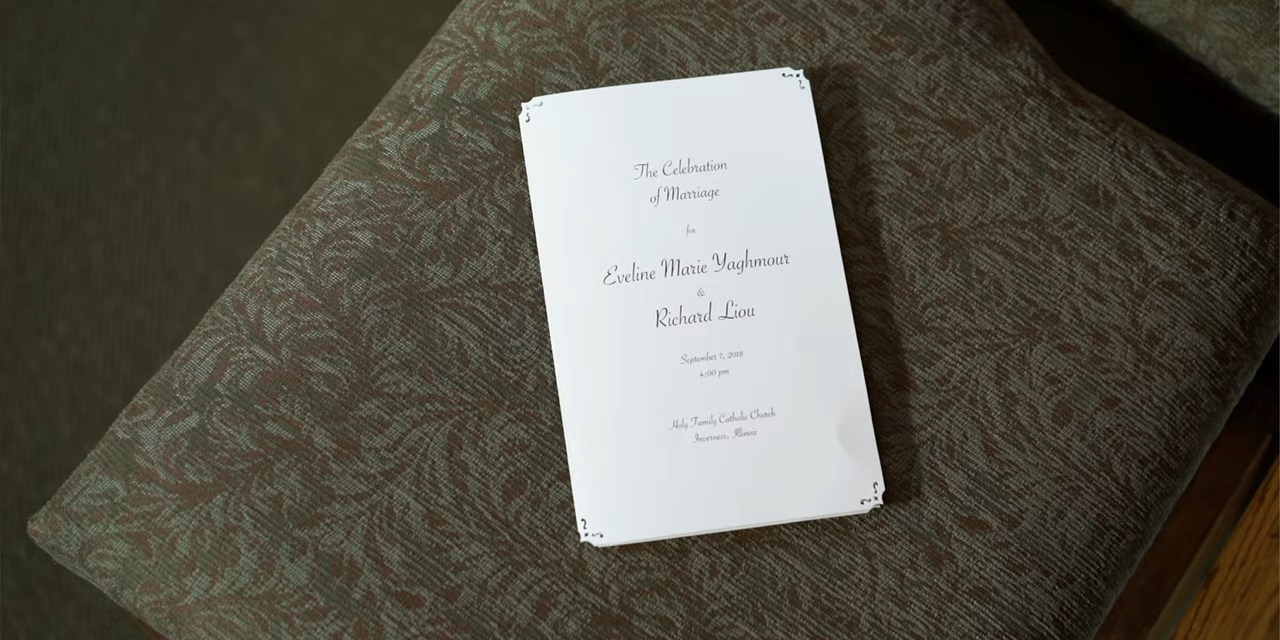 The Celebration
of Marriage
for
Eveline Marie Yaghmour
&
Richard Liou
September 7, 2018
4:00 pm
Holy Family Catholic Church
Inverness, Illinois